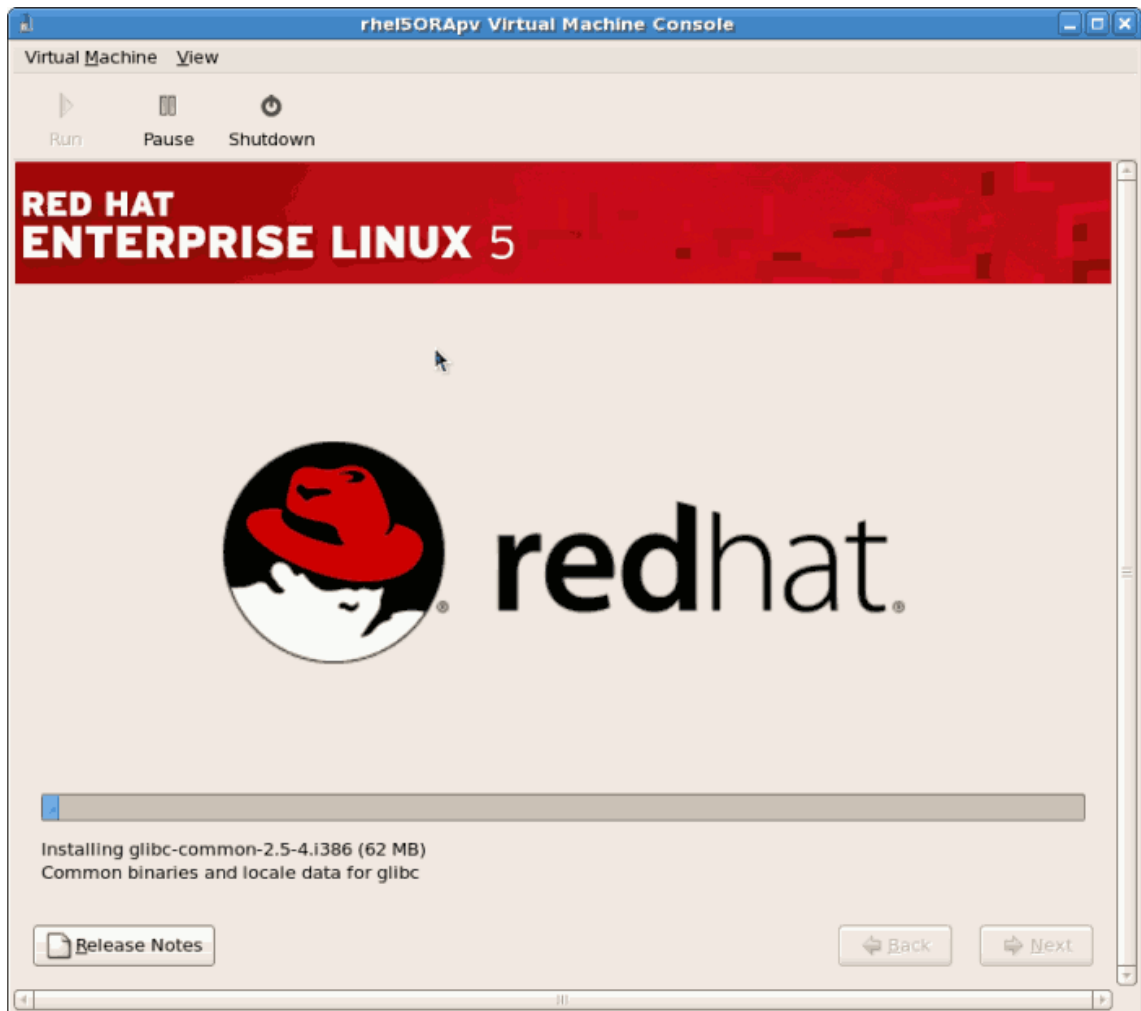 rhel5ORApv Virtual Machine Console
Virtual Machine View
Run Pause Shutdown
RED HAT
ENTERPRISE LINUX 5
redhat.
Installing glibc-common-2.5-4.i386 (62 MB)
Common binaries and locale data for glibc
Release Notes Back Next